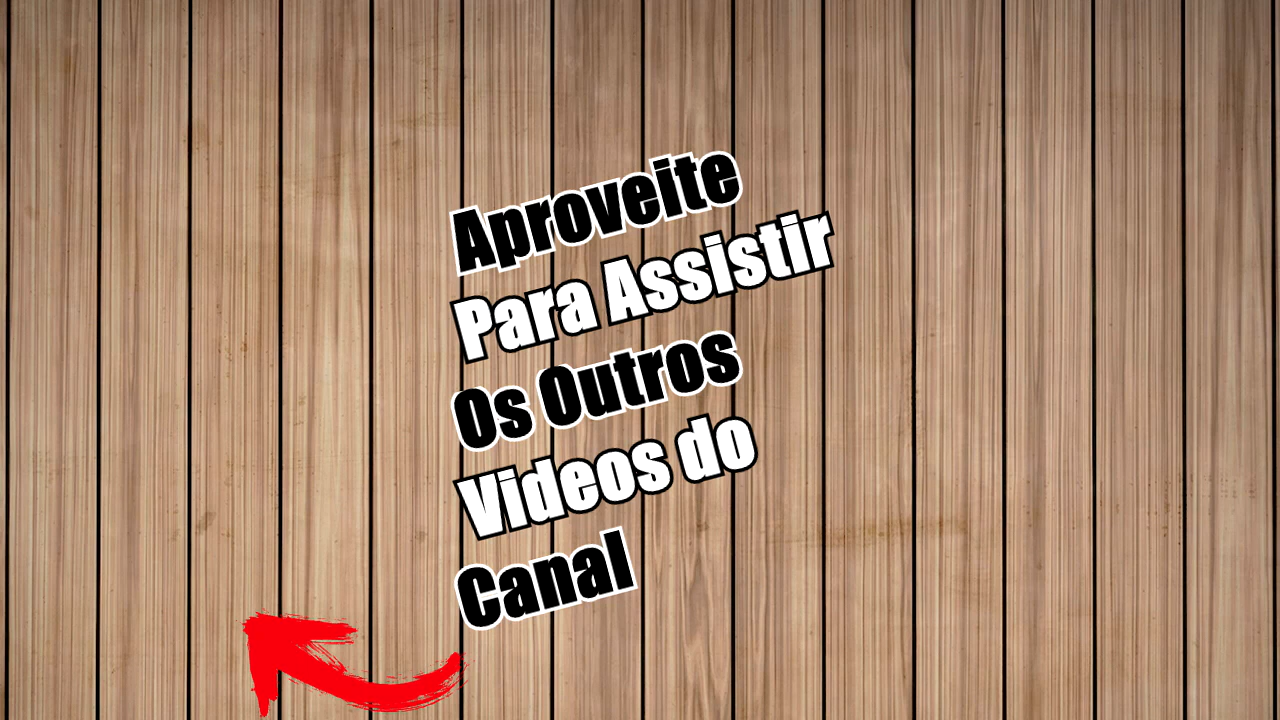 Aproveite
Para Assistir
Os Outros
Videos do
Canal